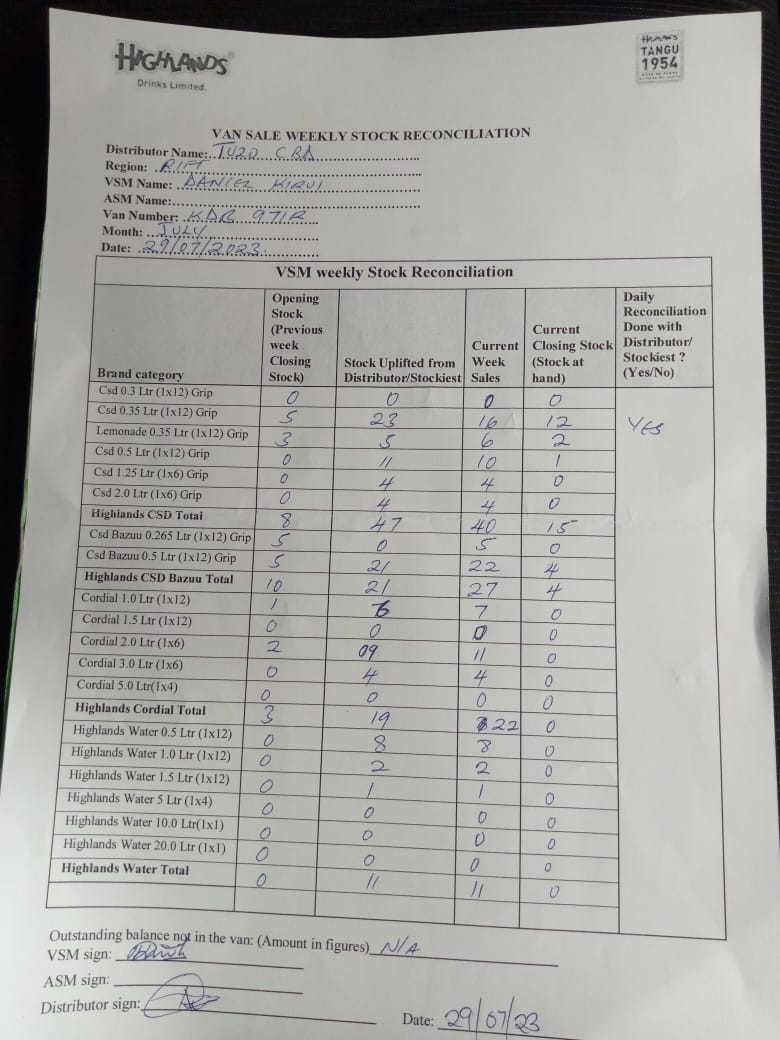 HIGHLANDS
Drinks Limited.
HIGHLANDS
TANGU
1954
VAN SALE WEEKLY STOCK RECONCILIATION
Distributor Name: TUZO CBA
Region: RIFT
VSM Name: DANIEL KIRUI
ASM Name:
Van Number: KDB 971R
Month: JULY
Date: 29/07/2023
VSM weekly Stock Reconciliation
Brand category Opening Stock (Previous week Closing Stock) Stock Uplifted from Distributor/Stockiest Current Week Sales Current Closing Stock (Stock at hand) Daily Reconciliation Done with Distributor/ Stockiest ? (Yes/No)
Csd 0.3 Ltr (1x12) Grip 0 0 0 0
Csd 0.35 Ltr (1x12) Grip 5 23 16 12 YES
Lemonade 0.35 Ltr (1x12) Grip 3 5 6 2
Csd 0.5 Ltr (1x12) Grip 0 11 10 1
Csd 1.25 Ltr (1x6) Grip 0 4 4 0
Csd 2.0 Ltr (1x6) Grip 0 4 4 0
Highlands CSD Total 8 47 40 15
Csd Bazuu 0.265 Ltr (1x12) Grip 5 0 5 0
Csd Bazuu 0.5 Ltr (1x12) Grip 5 21 22 4
Highlands CSD Bazuu Total 10 21 27 4
Cordial 1.0 Ltr (1x12) 1 6 7 0
Cordial 1.5 Ltr (1x12) 0 0 0 0
Cordial 2.0 Ltr (1x6) 2 09 11 0
Cordial 3.0 Ltr (1x6) 0 4 4 0
Cordial 5.0 Ltr(1x4) 0 0 0 0
Highlands Cordial Total 3 19 22 0
Highlands Water 0.5 Ltr (1x12) 0 8 8 0
Highlands Water 1.0 Ltr (1x12) 0 2 2 0
Highlands Water 1.5 Ltr (1x12) 0 1 1 0
Highlands Water 5 Ltr (1x4) 0 0 0 0
Highlands Water 10.0 Ltr(1x1) 0 0 0 0
Highlands Water 20.0 Ltr (1x1) 0 0 0 0
Highlands Water Total 0 11 11 0
Outstanding balance not in the van: (Amount in figures) N/A
VSM sign:
ASM sign:
Distributor sign:
Date: 29/07/23